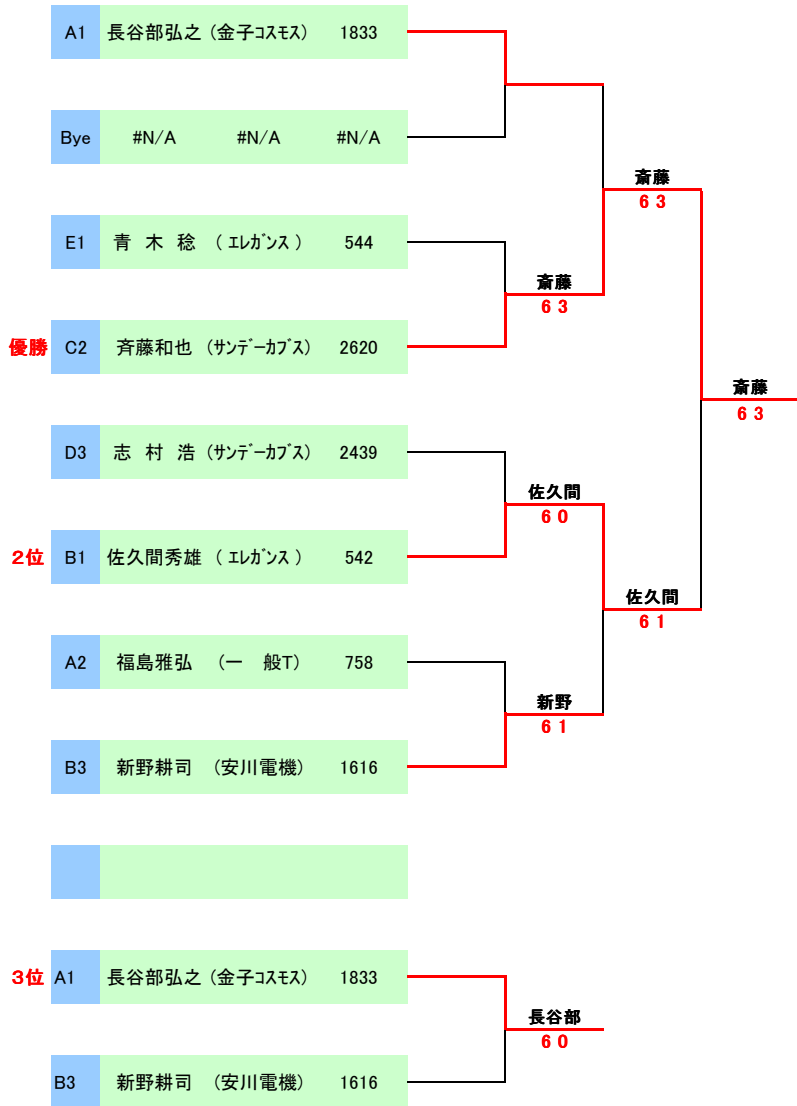 A1 長谷部弘之 (金子ｺｽﾓｽ) 1833
Bye #N/A #N/A #N/A
斎藤
6 3
E1 青 木 稔 ( ｴﾚｶﾞﾝｽ ) 544
斎藤
6 3
優勝 C2 斉藤和也 (サンデーカブス) 2620
斎藤
6 3
D3 志 村 浩 (サンデーカブス) 2439
佐久間
6 0
2位 B1 佐久間秀雄 ( ｴﾚｶﾞﾝｽ ) 542
佐久間
6 1
A2 福島雅弘 (一 般T) 758
新野
6 1
B3 新野耕司 (安川電機) 1616
3位 A1 長谷部弘之 (金子ｺｽﾓｽ) 1833
長谷部
6 0
B3 新野耕司 (安川電機) 1616